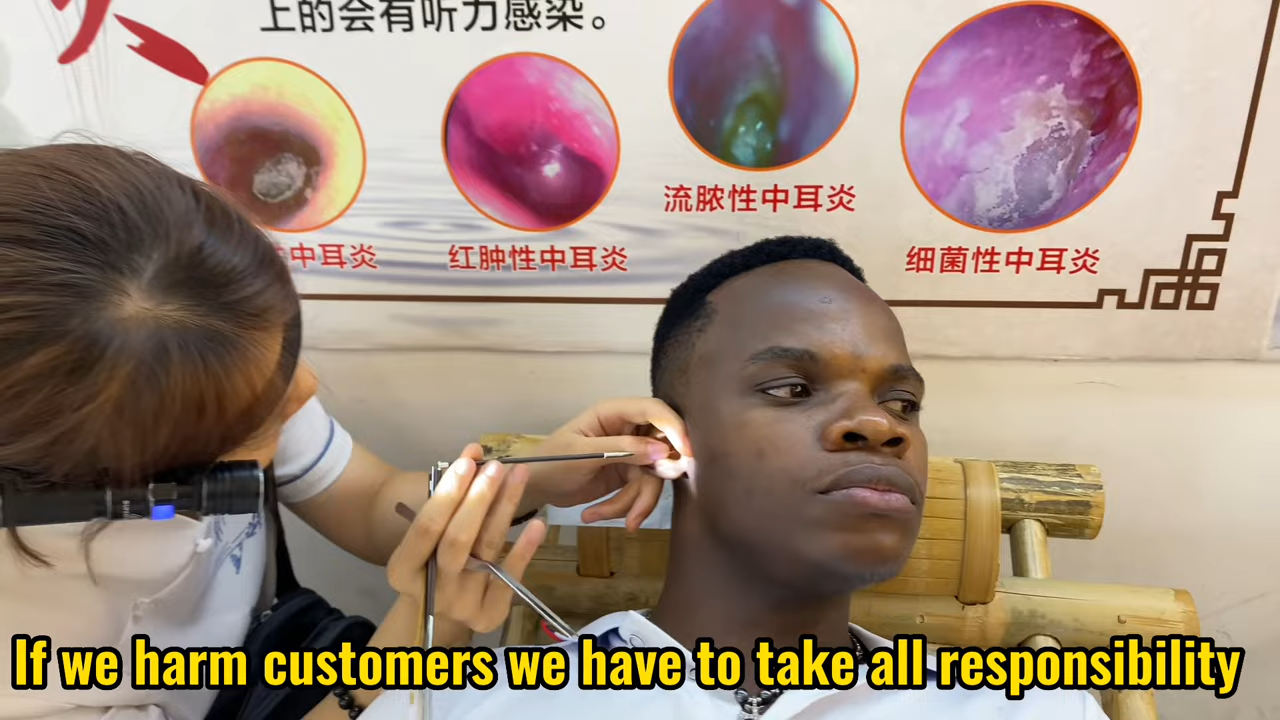 上的会有听力感染。
流脓性中耳炎
中耳炎
红肿性中耳炎
细菌性中耳炎
If we harm customers we have to take all responsibility